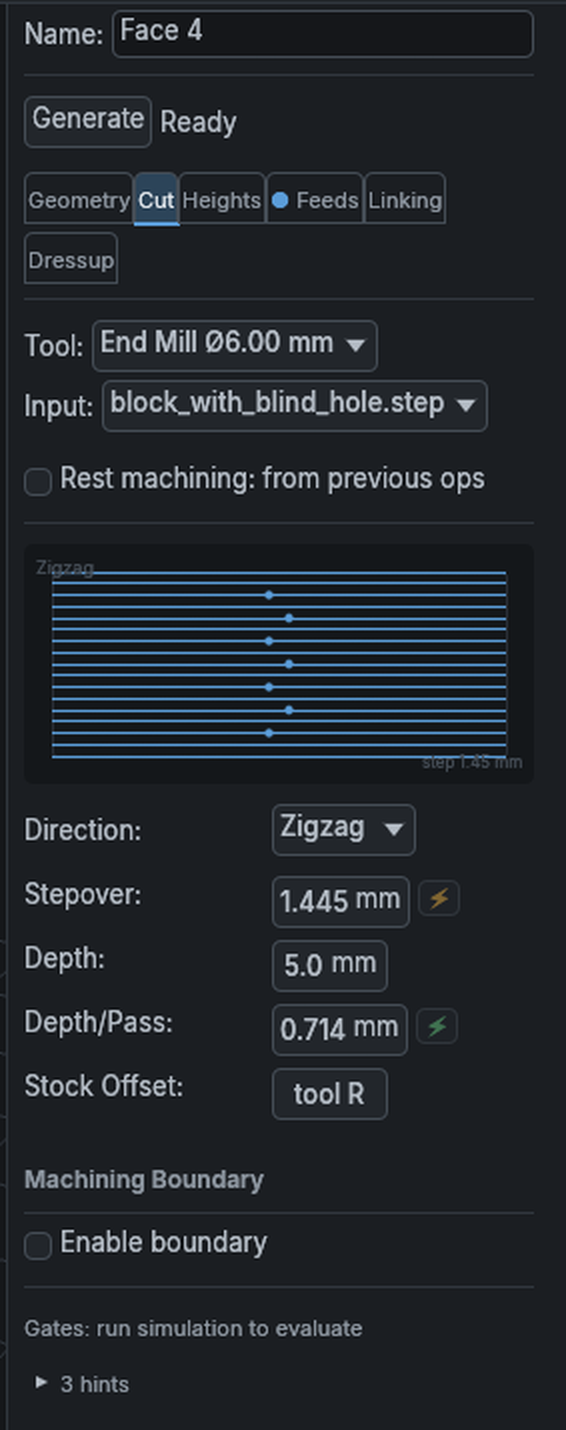 Name: Face 4
Generate Ready
Geometry Cut Heights Feeds Linking
Dressup
Tool: End Mill Ø6.00 mm
Input: block_with_blind_hole.step
Rest machining: from previous ops
Zigzag
step 1.45 mm
Direction: Zigzag
Stepover: 1.445 mm
Depth: 5.0 mm
Depth/Pass: 0.714 mm
Stock Offset: tool R
Machining Boundary
Enable boundary
Gates: run simulation to evaluate
3 hints